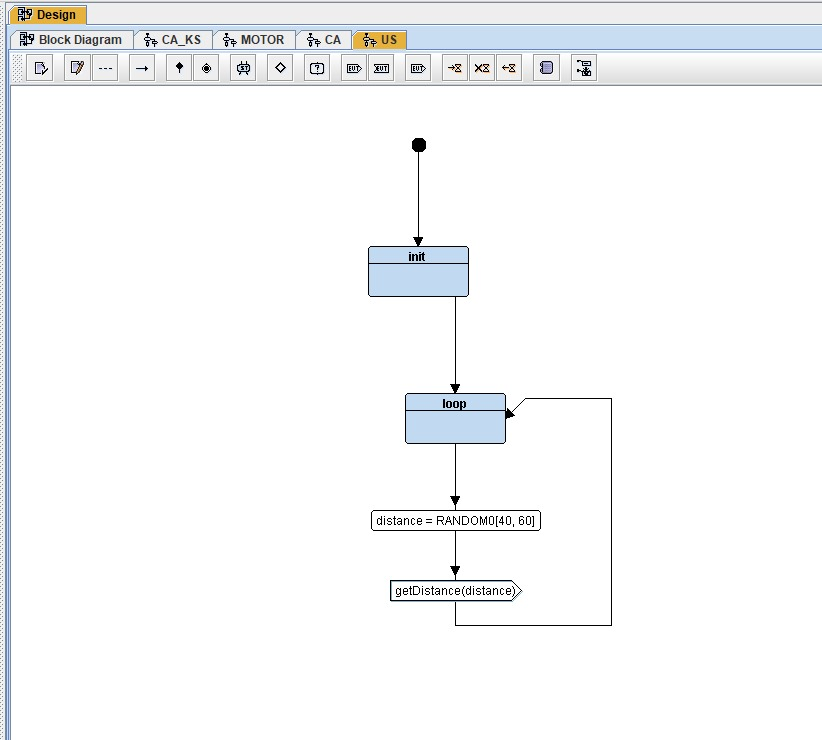 Design
Block Diagram CA_KS MOTOR CA US
init
loop
distance = RANDOM0[40, 60]
getDistance(distance)